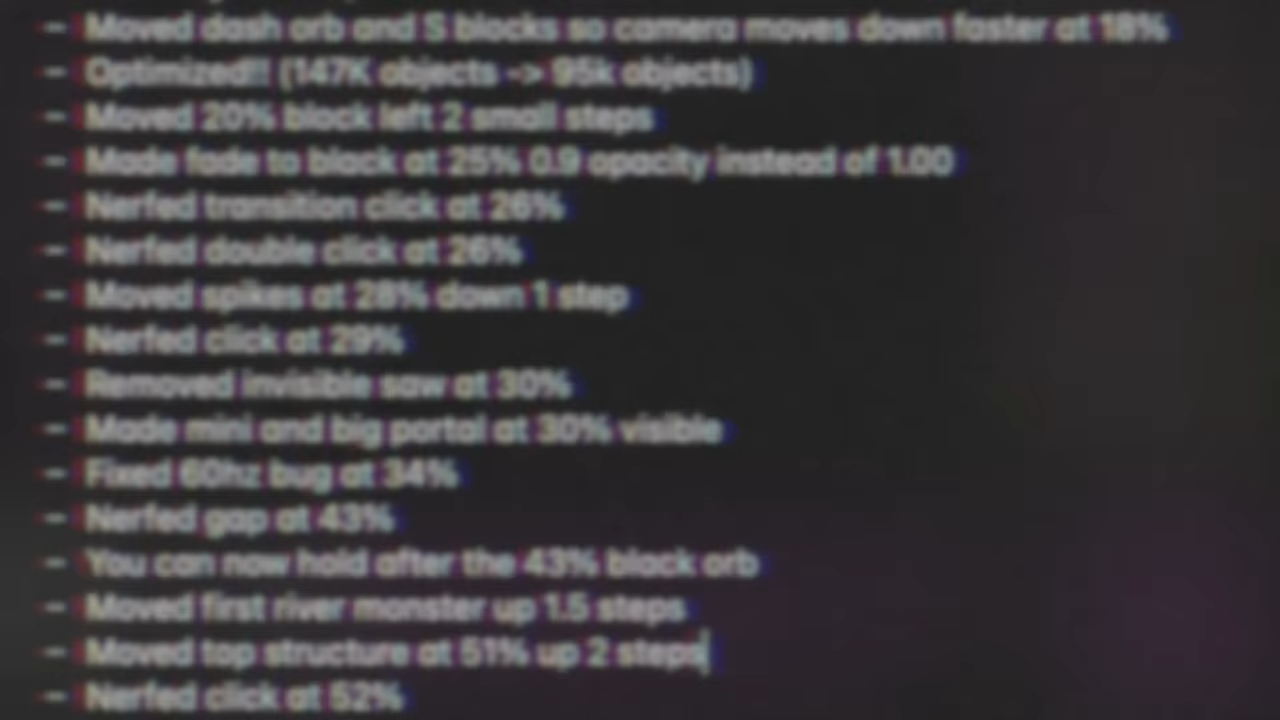 - Moved dash orb and S blocks so camera moves down faster at 18%
- Optimized!! (147K objects -> 95k objects)
- Moved 20% block left 2 small steps
- Made fade to black at 25% 0.9 opacity instead of 1.00
- Nerfed transition click at 26%
- Nerfed double click at 26%
- Moved spikes at 28% down 1 step
- Nerfed click at 29%
- Removed invisible saw at 30%
- Made mini and big portal at 30% visible
- Fixed 60hz bug at 34%
- Nerfed gap at 43%
- You can now hold after the 43% black orb
- Moved first river monster up 1.5 steps
- Moved top structure at 51% up 2 steps
- Nerfed click at 52%